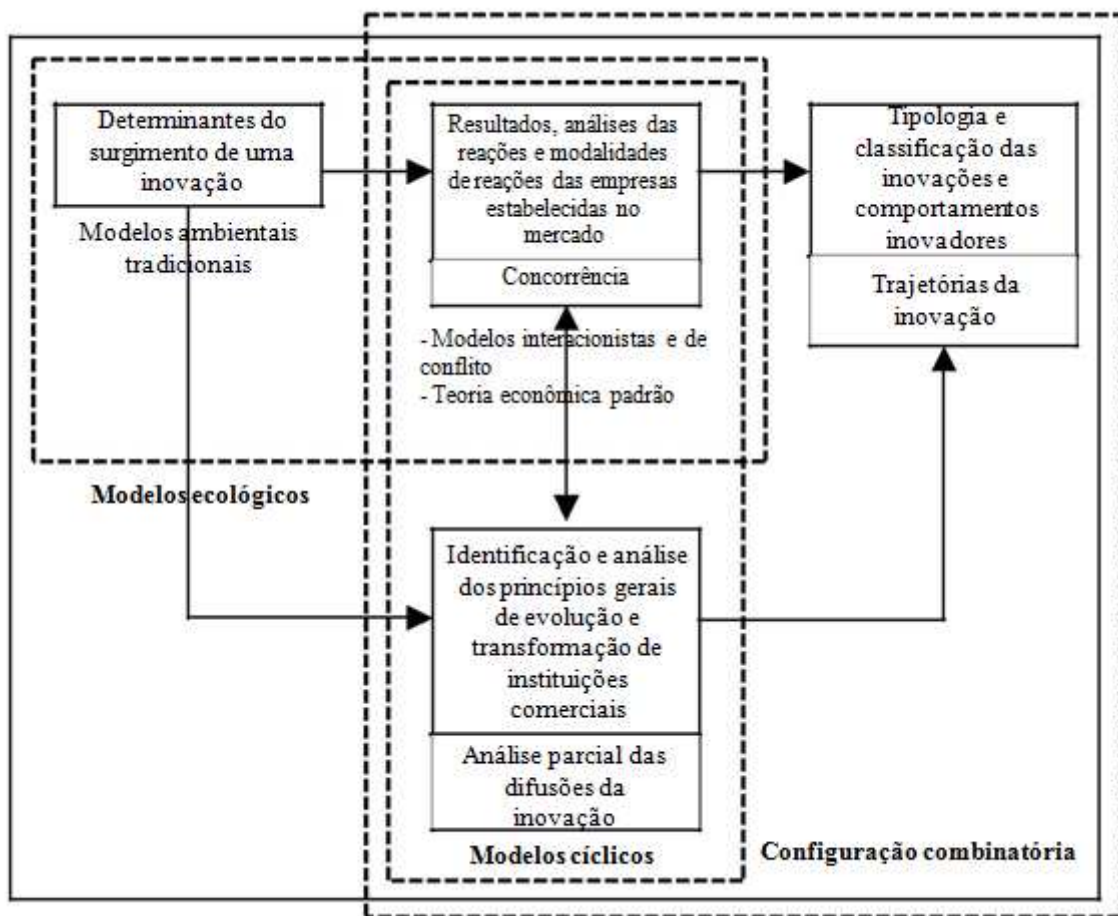 Determinantes do
surgimento de uma
inovação
Modelos ambientais
tradicionais
Resultados, análises das
reações e modalidades
de reações das empresas
estabelecidas no
mercado
Concorrência
- Modelos interacionistas e de
conflito
- Teoria econômica padrão
Tipologia e
classificação das
inovações e
comportamentos
inovadores
Trajetórias da
inovação
Modelos ecológicos
Identificação e análise
dos princípios gerais
de evolução e
transformação de
instituições
comerciais
Análise parcial das
difusões da
inovação
Modelos cíclicos
Configuração combinatória